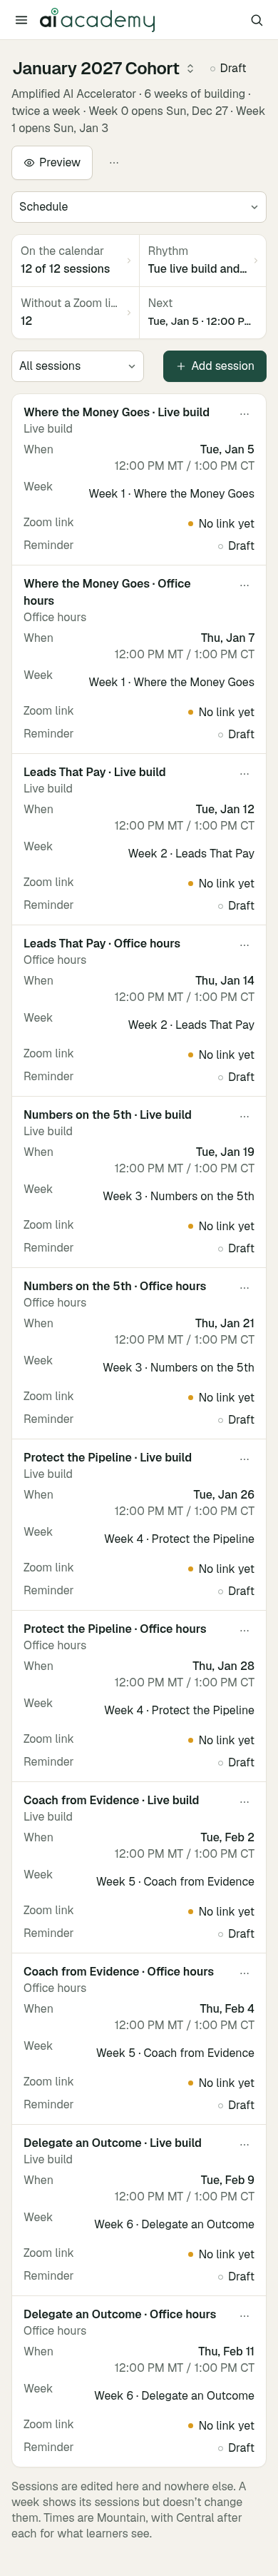 ai academy
January 2027 Cohort
Draft
Amplified AI Accelerator · 6 weeks of building ·
twice a week · Week 0 opens Sun, Dec 27 · Week
1 opens Sun, Jan 3
Preview
...
Schedule
On the calendar
12 of 12 sessions
Rhythm
Tue live build and...
Without a Zoom li...
12
Next
Tue, Jan 5 · 12:00 P...
All sessions
+ Add session
Where the Money Goes · Live build
...
Live build
When
Tue, Jan 5
12:00 PM MT / 1:00 PM CT
Week
Week 1 · Where the Money Goes
Zoom link
No link yet
Reminder
Draft
Where the Money Goes · Office
hours
...
Office hours
When
Thu, Jan 7
12:00 PM MT / 1:00 PM CT
Week
Week 1 · Where the Money Goes
Zoom link
No link yet
Reminder
Draft
Leads That Pay · Live build
...
Live build
When
Tue, Jan 12
12:00 PM MT / 1:00 PM CT
Week
Week 2 · Leads That Pay
Zoom link
No link yet
Reminder
Draft
Leads That Pay · Office hours
...
Office hours
When
Thu, Jan 14
12:00 PM MT / 1:00 PM CT
Week
Week 2 · Leads That Pay
Zoom link
No link yet
Reminder
Draft
Numbers on the 5th · Live build
...
Live build
When
Tue, Jan 19
12:00 PM MT / 1:00 PM CT
Week
Week 3 · Numbers on the 5th
Zoom link
No link yet
Reminder
Draft
Numbers on the 5th · Office hours
...
Office hours
When
Thu, Jan 21
12:00 PM MT / 1:00 PM CT
Week
Week 3 · Numbers on the 5th
Zoom link
No link yet
Reminder
Draft
Protect the Pipeline · Live build
...
Live build
When
Tue, Jan 26
12:00 PM MT / 1:00 PM CT
Week
Week 4 · Protect the Pipeline
Zoom link
No link yet
Reminder
Draft
Protect the Pipeline · Office hours
...
Office hours
When
Thu, Jan 28
12:00 PM MT / 1:00 PM CT
Week
Week 4 · Protect the Pipeline
Zoom link
No link yet
Reminder
Draft
Coach from Evidence · Live build
...
Live build
When
Tue, Feb 2
12:00 PM MT / 1:00 PM CT
Week
Week 5 · Coach from Evidence
Zoom link
No link yet
Reminder
Draft
Coach from Evidence · Office hours
...
Office hours
When
Thu, Feb 4
12:00 PM MT / 1:00 PM CT
Week
Week 5 · Coach from Evidence
Zoom link
No link yet
Reminder
Draft
Delegate an Outcome · Live build
...
Live build
When
Tue, Feb 9
12:00 PM MT / 1:00 PM CT
Week
Week 6 · Delegate an Outcome
Zoom link
No link yet
Reminder
Draft
Delegate an Outcome · Office hours
...
Office hours
When
Thu, Feb 11
12:00 PM MT / 1:00 PM CT
Week
Week 6 · Delegate an Outcome
Zoom link
No link yet
Reminder
Draft
Sessions are edited here and nowhere else. A
week shows its sessions but doesn't change
them. Times are Mountain, with Central after
each for what learners see.